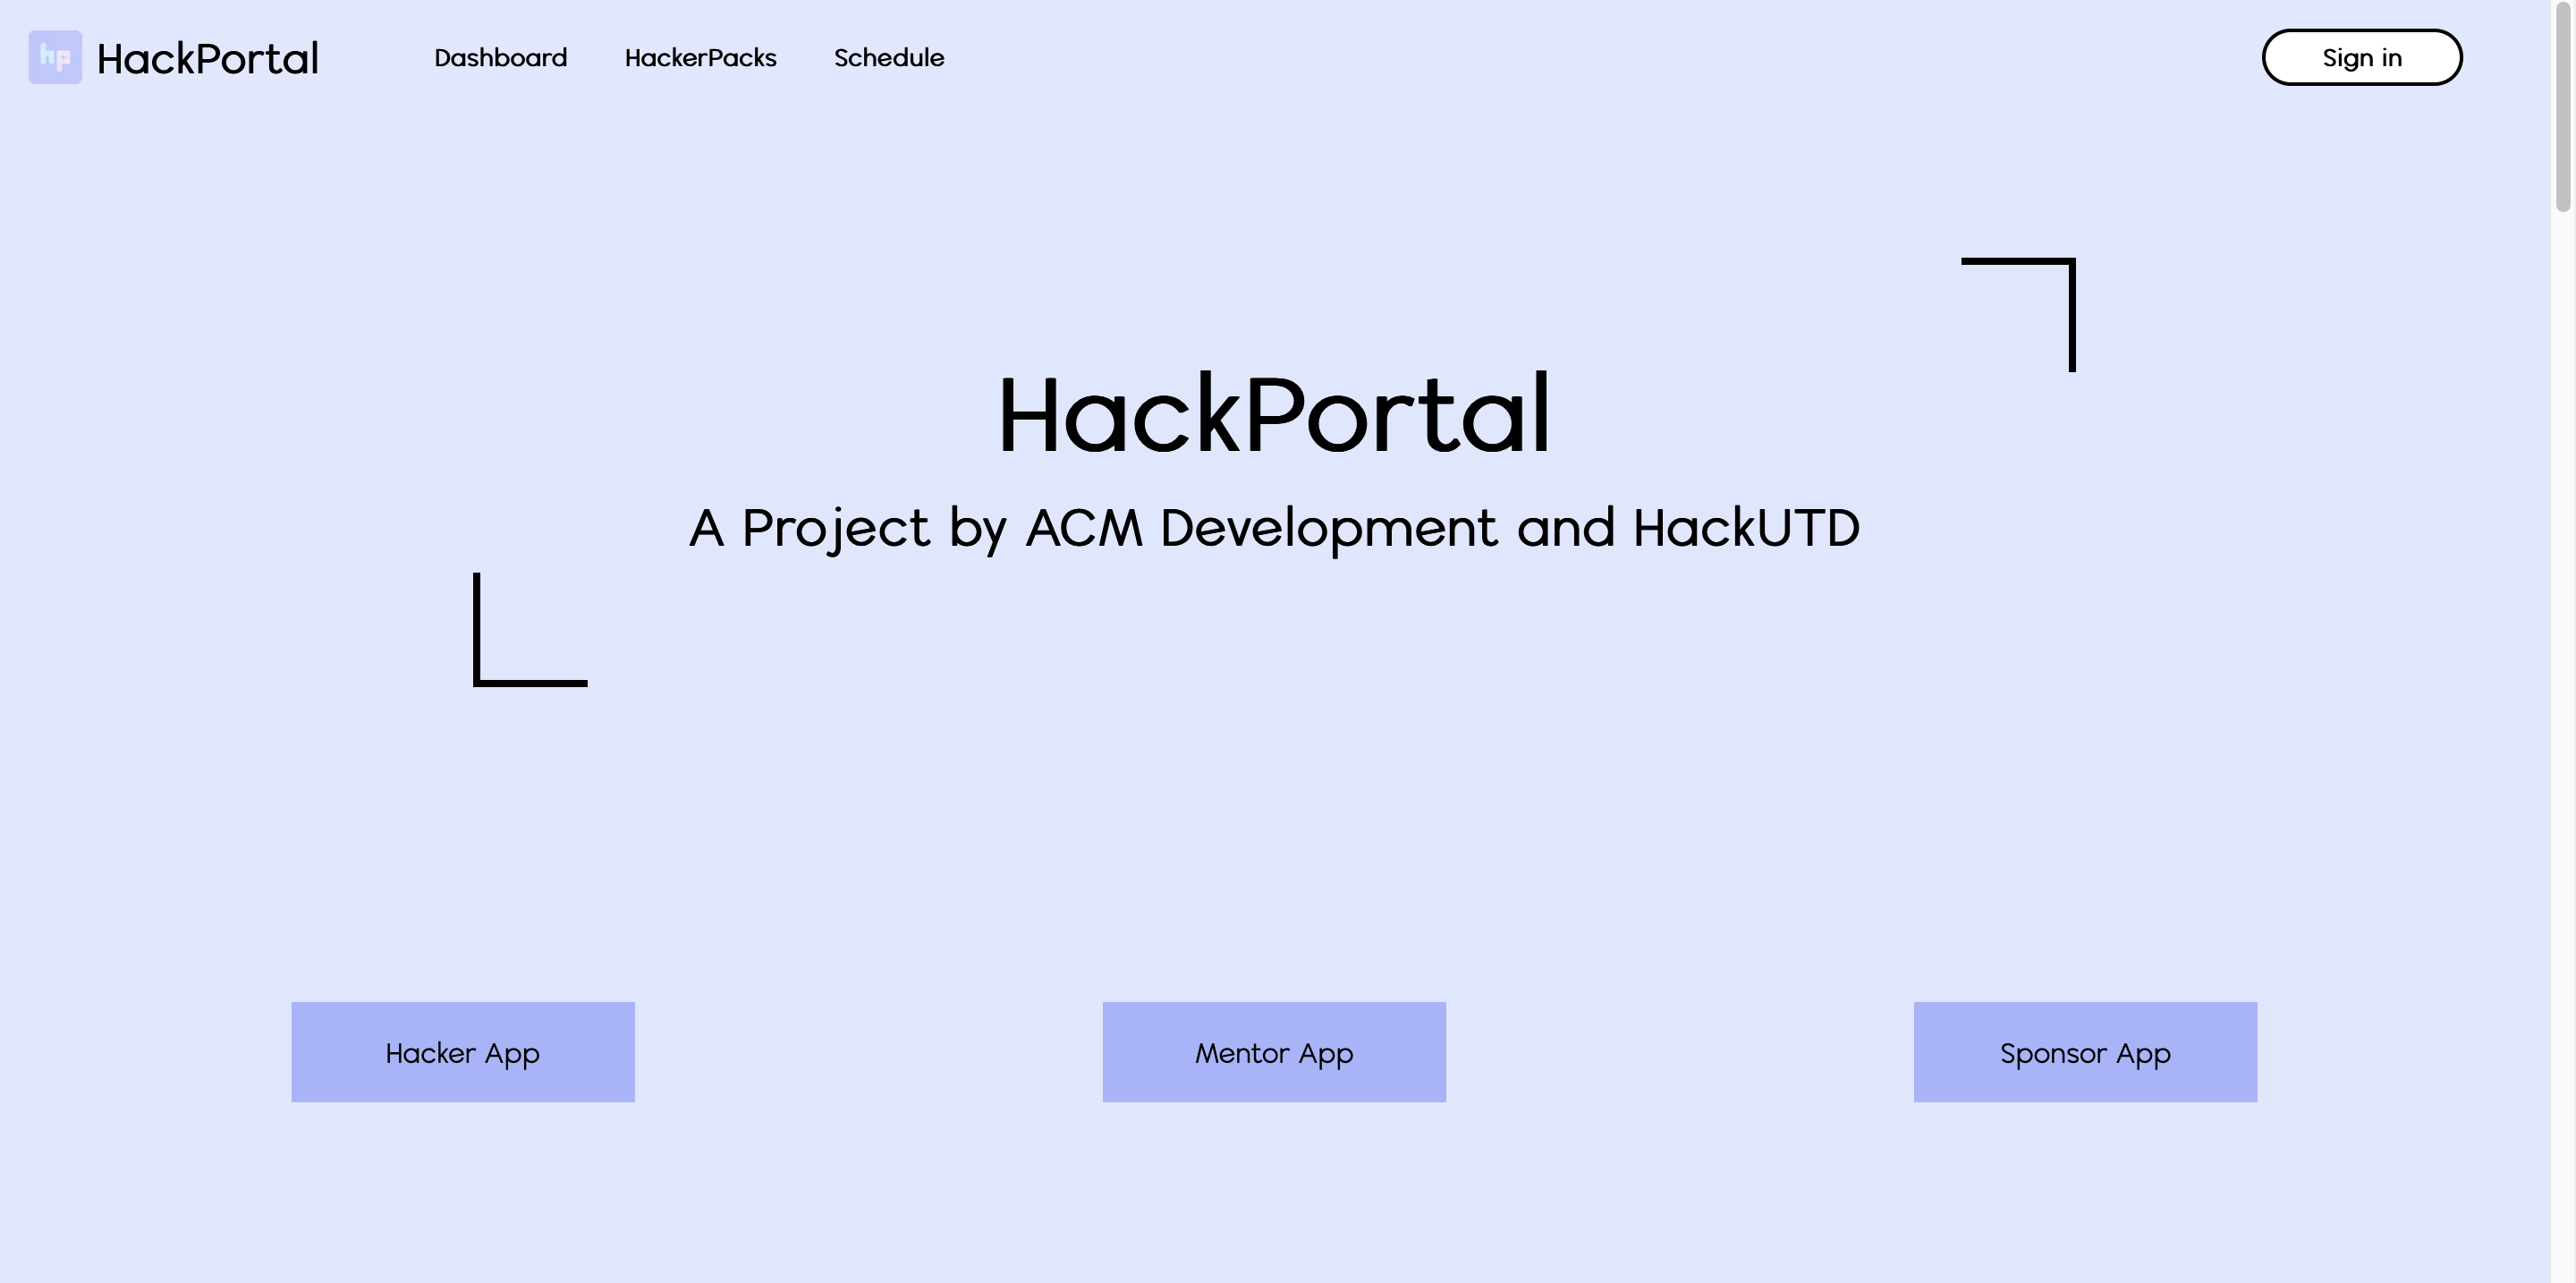 hp HackPortal Dashboard HackerPacks Schedule Sign in
HackPortal
A Project by ACM Development and HackUTD
Hacker App Mentor App Sponsor App